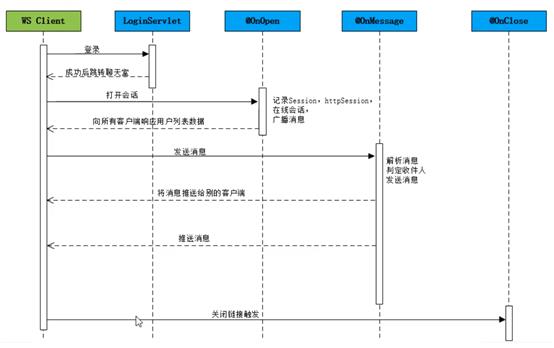 WS Client
LoginServlet
@OnOpen
@OnMessage
@OnClose
登录
成功后跳转聊天室
打开会话
记录Session, httpSession,
在线会话,
广播消息
向所有客户端响应用户列表数据
发送消息
解析消息
判定收件人
发送消息
将消息推送给别的客户端
推送消息
关闭链接触发